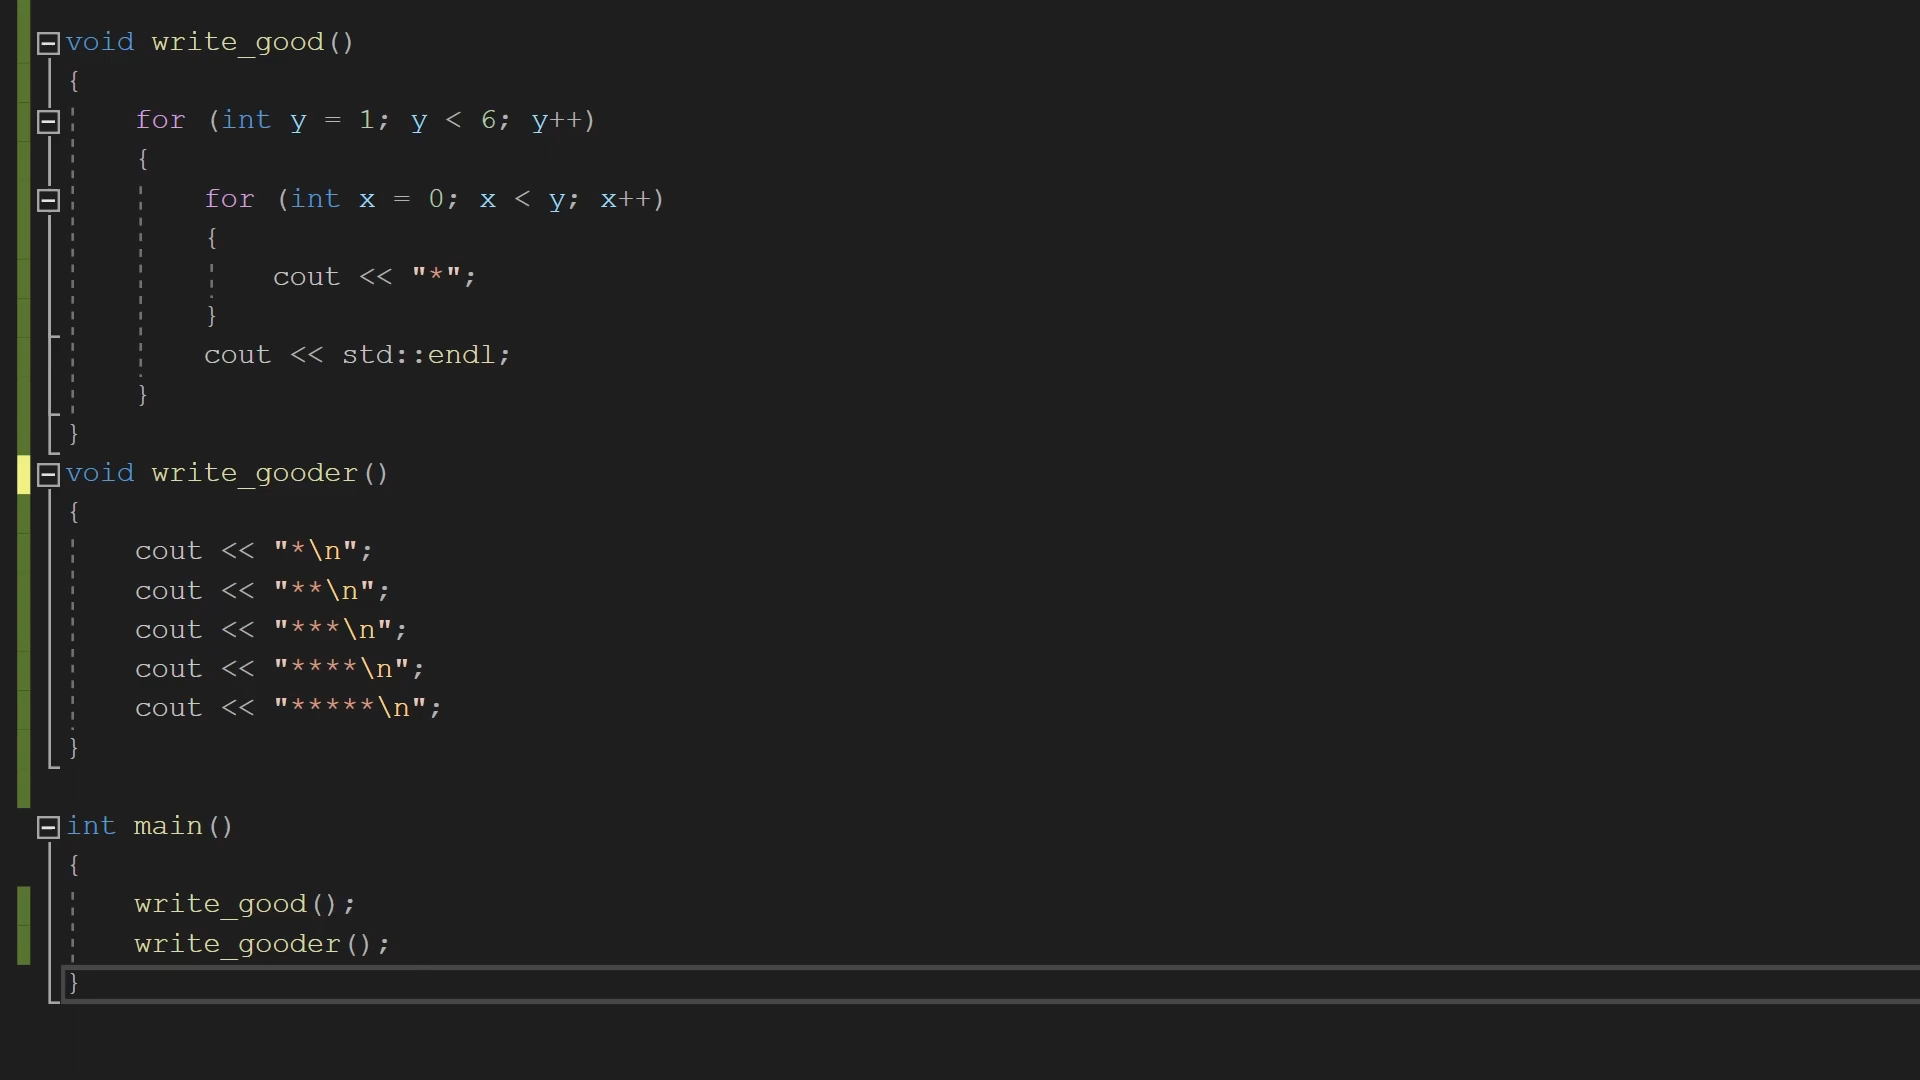 void write_good()
{
    for (int y = 1; y < 6; y++)
    {
        for (int x = 0; x < y; x++)
        {
            cout << "*";
        }
        cout << std::endl;
    }
}
void write_gooder()
{
    cout << "*\n";
    cout << "**\n";
    cout << "***\n";
    cout << "****\n";
    cout << "*****\n";
}

int main()
{
    write_good();
    write_gooder();
}